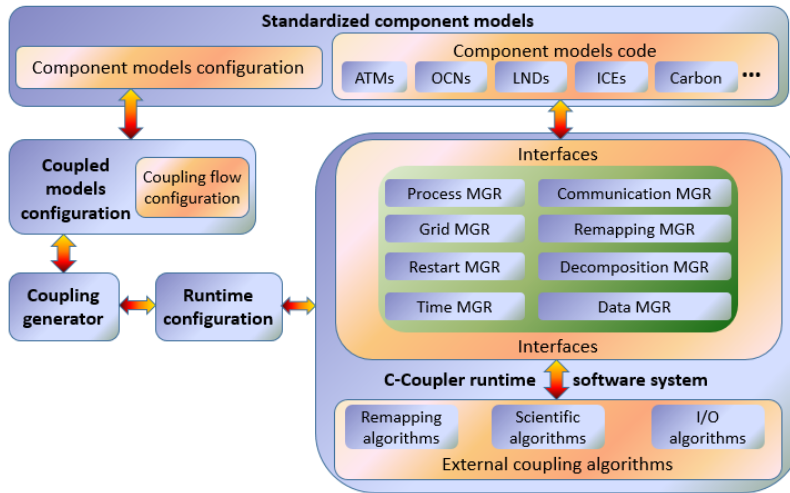 Standardized component models
Component models configuration
Component models code
ATMs OCNs LNDs ICEs Carbon •••
Coupled
models
configuration
Coupling flow
configuration
Coupling
generator
Runtime
configuration
Interfaces
Process MGR Communication MGR
Grid MGR Remapping MGR
Restart MGR Decomposition MGR
Time MGR Data MGR
Interfaces
C-Coupler runtime software system
Remapping
algorithms
Scientific
algorithms
I/O
algorithms
External coupling algorithms